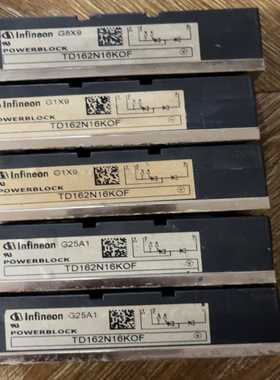 Infineon G8X9
POWERBLOCK
TD162N16KOF
Infineon G1X9
POWERBLOCK
TD162N16KOF
Infineon G1X9
POWERBLOCK
TD162N16KOF
Infineon G25A1
POWERBLOCK
TD162N16KOF
Infineon G25A1
POWERBLOCK
TD162N16KOF